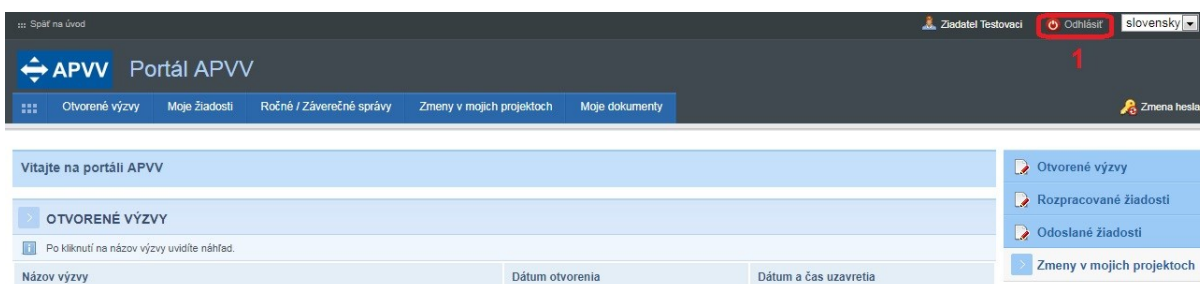 ::: Späť na úvod
Ziadatel Testovaci
Odhlásiť
slovensky
1
APVV Portál APVV
Otvorené výzvy Moje žiadosti Ročné / Záverečné správy Zmeny v mojich projektoch Moje dokumenty
Zmena hesla
Vitajte na portáli APVV
OTVORENÉ VÝZVY
Po kliknutí na názov výzvy uvidíte náhľad.
Názov výzvy Dátum otvorenia Dátum a čas uzavretia
Otvorené výzvy
Rozpracované žiadosti
Odoslané žiadosti
Zmeny v mojich projektoch